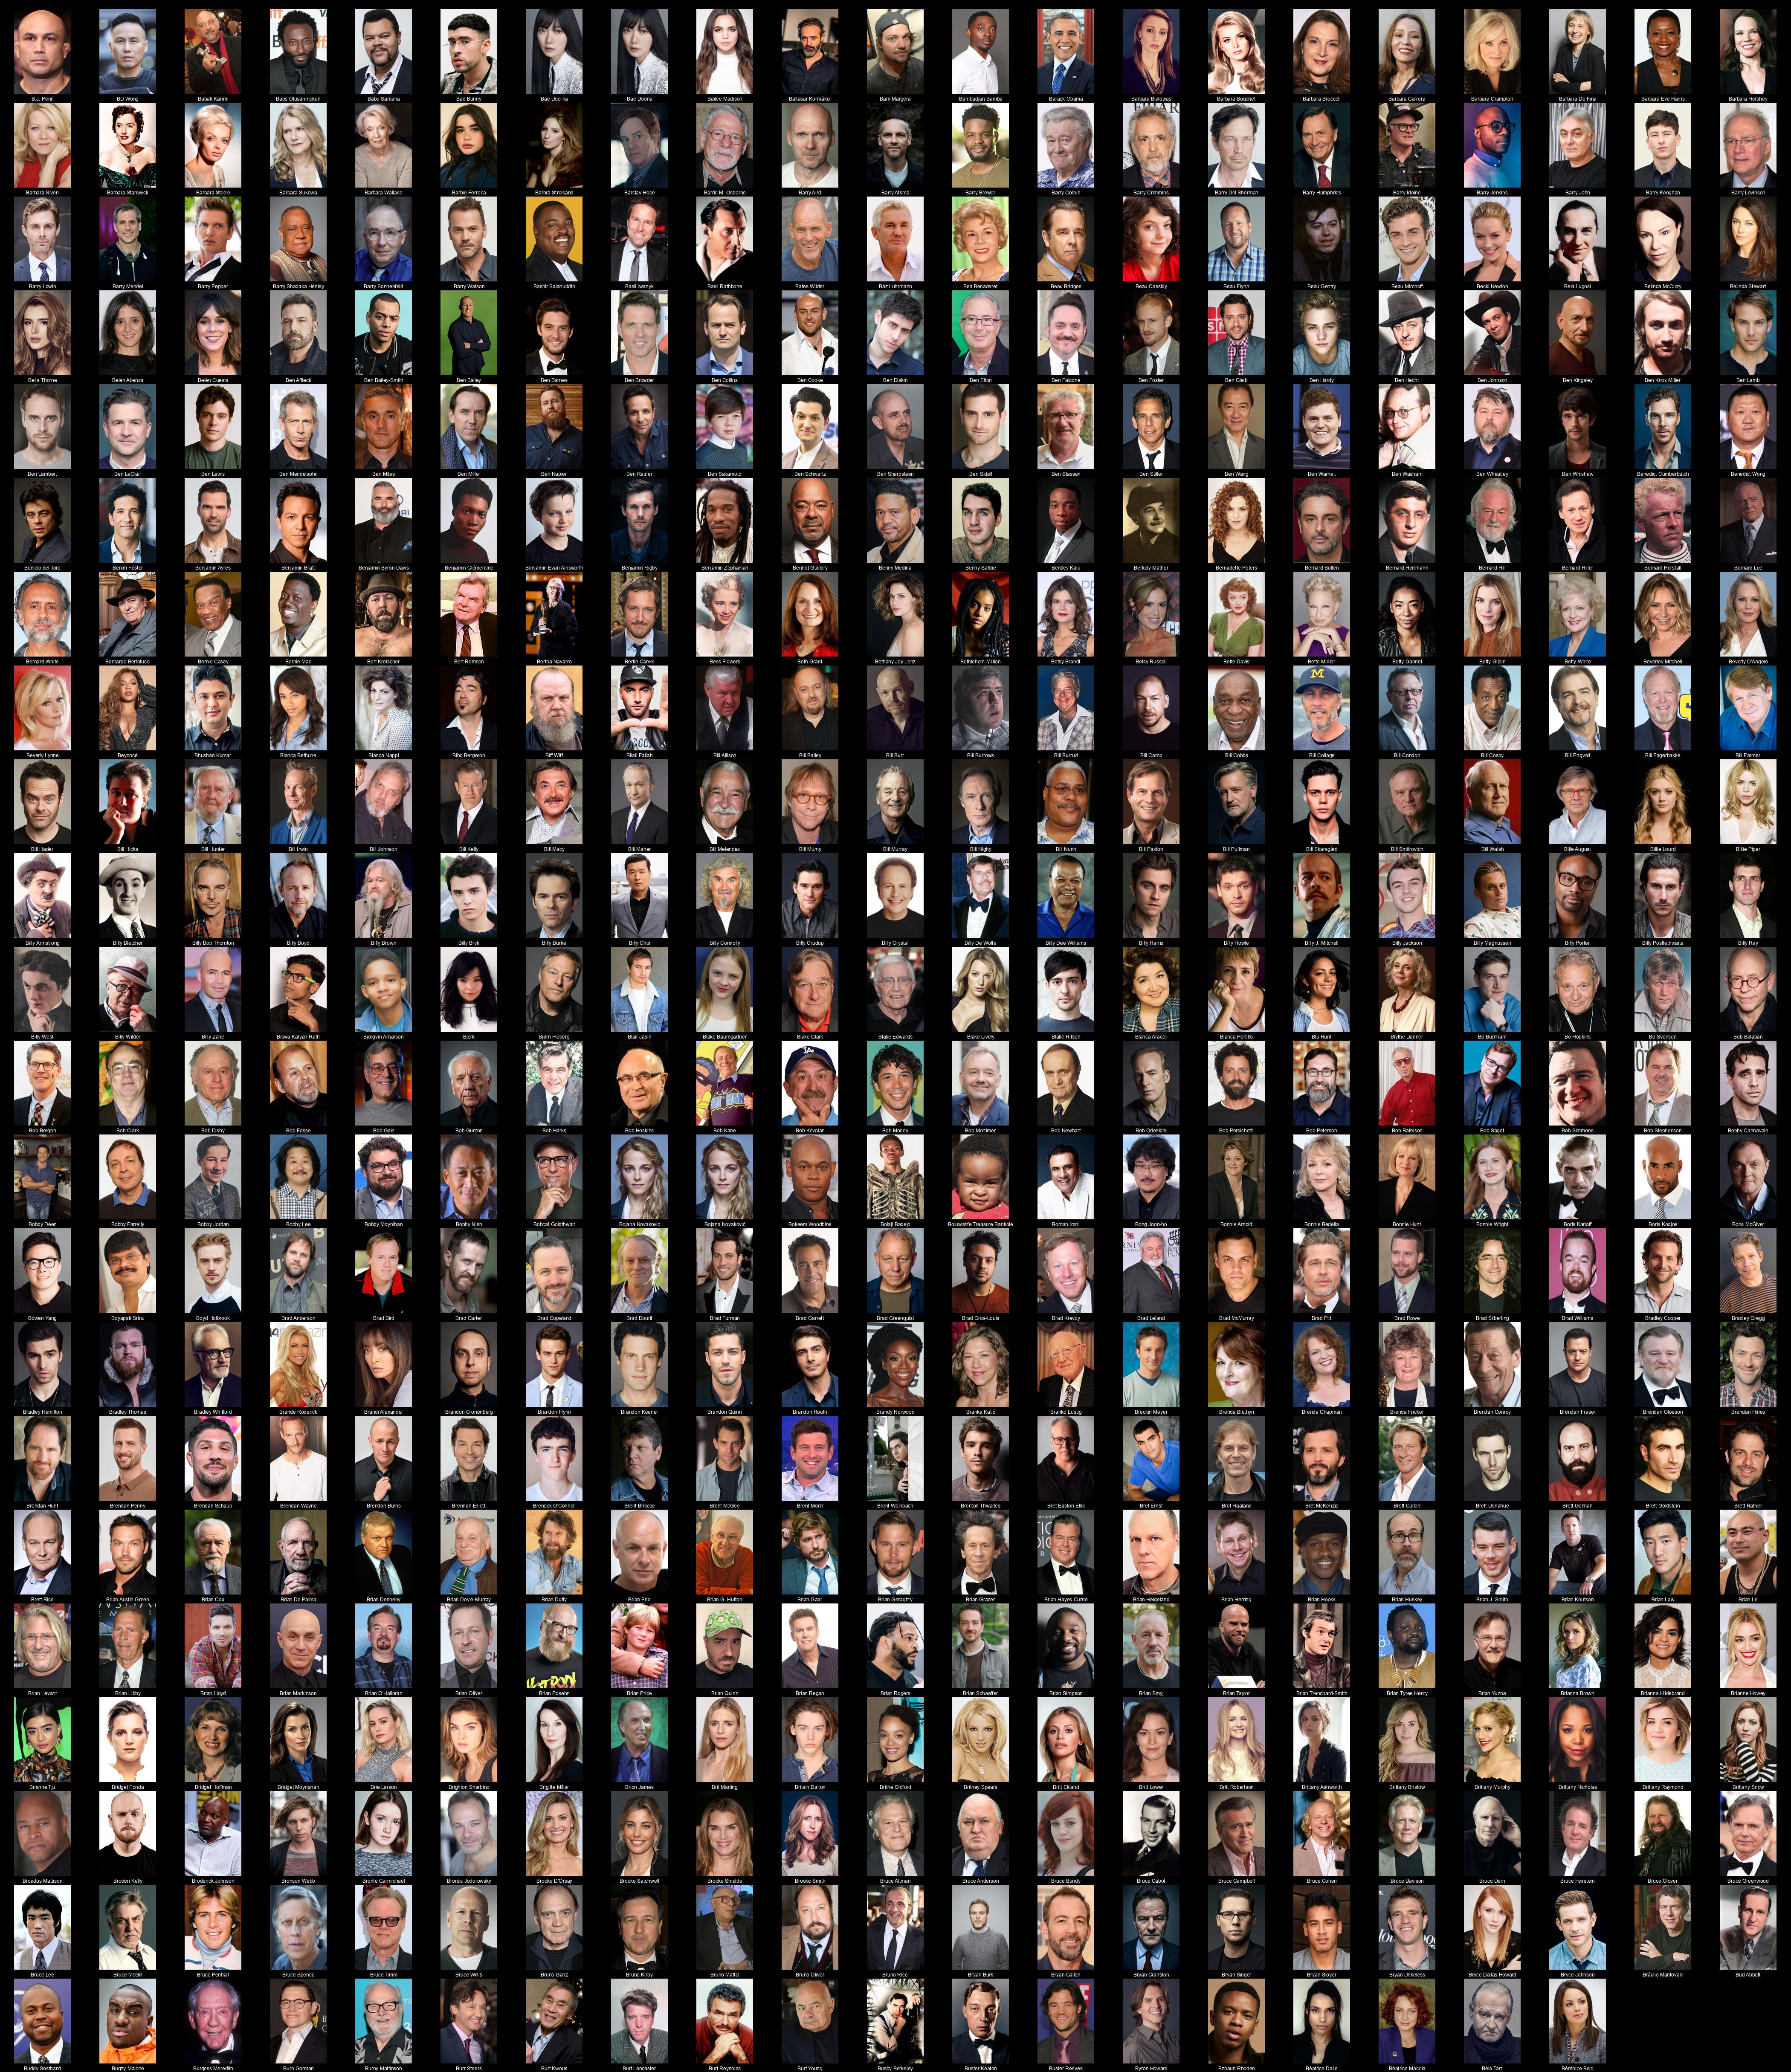 B.J. Penn BD Wong Babak Karimi Babs Olusanmokun Babu Santana Bad Bunny Bae Doo-na Bae Doona Bailee Madison Baltasar Kormákur Bam Margera Bambadjan Bamba Barack Obama Barbara Bialowas Barbara Bouchet Barbara Broccoli Barbara Carrera Barbara Crampton Barbara De Fina Barbara Eve Harris Barbara Hershey
Barbara Niven Barbara Stanwyck Barbara Steele Barbara Sukowa Barbara Wallace Barbie Ferreira Barbra Streisand Barclay Hope Barrie M. Osborne Barry Aird Barry Atsma Barry Brewer Barry Corbin Barry Crimmins Barry Del Sherman Barry Humphries Barry Idoine Barry Jenkins Barry John Barry Keoghan Barry Levinson
Barry Lowin Barry Mendel Barry Pepper Barry Shabaka Henley Barry Sonnenfeld Barry Watson Bashir Salahuddin Basil Iwanyk Basil Rathbone Bates Wilder Baz Luhrmann Bea Benaderet Beau Bridges Beau Cassidy Beau Flynn Beau Gentry Beau Mirchoff Becki Newton Bela Lugosi Belinda McClory Belinda Stewart
Bella Thorne Belén Atienza Belén Cuesta Ben Affleck Ben Bailey-Smith Ben Bailey Ben Barnes Ben Browder Ben Collins Ben Cooke Ben Diskin Ben Elton Ben Falcone Ben Foster Ben Gleib Ben Hardy Ben Hecht Ben Johnson Ben Kingsley Ben Knox Miller Ben Lamb
Ben Lambert Ben LeClair Ben Lewis Ben Mendelsohn Ben Miles Ben Miller Ben Napier Ben Ratner Ben Sakamoto Ben Schwartz Ben Sharpsteen Ben Sidell Ben Stassen Ben Stiller Ben Wang Ben Warheit Ben Washam Ben Wheatley Ben Whishaw Benedict Cumberbatch Benedict Wong
Benicio del Toro Benim Foster Benjamin Ayres Benjamin Bratt Benjamin Byron Davis Benjamin Clémentine Benjamin Evan Ainsworth Benjamin Rigby Benjamin Zephaniah Bennet Guillory Benny Medina Benny Safdie Bentley Kalu Berkely Mather Bernadette Peters Bernard Bullen Bernard Herrmann Bernard Hill Bernard Hiller Bernard Horsfall Bernard Lee
Bernard White Bernardo Bertolucci Bernie Casey Bernie Mac Bert Kreischer Bert Remsen Bertha Navarro Bertie Carvel Bess Flowers Beth Grant Bethany Joy Lenz Bethlehem Million Betsy Brandt Betsy Russell Bette Davis Bette Midler Betty Gabriel Betty Gilpin Betty White Beverley Mitchell Beverly D'Angelo
Beverly Lynne Beyoncé Bhushan Kumar Bianca Bethune Bianca Nappi Bibo Bergeron Biff Wiff Bilall Fallah Bill Allison Bill Bailey Bill Burr Bill Burrows Bill Burrud Bill Camp Bill Cobbs Bill Collage Bill Condon Bill Cosby Bill Engvall Bill Fagerbakke Bill Farmer
Bill Hader Bill Hicks Bill Hunter Bill Irwin Bill Johnson Bill Kelly Bill Macy Bill Maher Bill Melendez Bill Mumy Bill Murray Bill Nighy Bill Nunn Bill Paxton Bill Pullman Bill Skarsgård Bill Smitrovich Bill Walsh Bille August Billie Lourd Billie Piper
Billy Armstrong Billy Bletcher Billy Bob Thornton Billy Boyd Billy Brown Billy Bryk Billy Burke Billy Choi Billy Connolly Billy Crudup Billy Crystal Billy De Wolfe Billy Dee Williams Billy Harris Billy Howle Billy J. Mitchell Billy Jackson Billy Magnussen Billy Porter Billy Postlethwaite Billy Ray
Billy West Billy Wilder Billy Zane Biswa Kalyan Rath Bjorgvin Arnarson Björk Bjørn Floberg Blair Jasin Blake Baumgartner Blake Clark Blake Edwards Blake Lively Blake Ritson Blanca Araceli Blanca Portillo Blu Hunt Blythe Danner Bo Burnham Bo Hopkins Bo Svenson Bob Balaban
Bob Bergen Bob Clark Bob Dishy Bob Fosse Bob Gale Bob Gunton Bob Harks Bob Hoskins Bob Kane Bob Kevoian Bob Morley Bob Mortimer Bob Newhart Bob Odenkirk Bob Persichetti Bob Peterson Bob Rafelson Bob Saget Bob Simmons Bob Stephenson Bobby Cannavale
Bobby Deen Bobby Farrelly Bobby Jordan Bobby Lee Bobby Moynihan Bobby Nish Bobcat Goldthwait Bojana Novakovic Bojana Novaković Bokeem Woodbine Bolaji Badejo Boluwatife Treasure Bankole Boman Irani Bong Joon-ho Bonnie Arnold Bonnie Bedelia Bonnie Hunt Bonnie Wright Boris Karloff Boris Kodjoe Boris McGiver
Bowen Yang Boyapati Srinu Boyd Holbrook Brad Anderson Brad Bird Brad Carter Brad Copeland Brad Dourif Brad Furman Brad Garrett Brad Greenquist Brad Gros-Louis Brad Krevoy Brad Leland Brad McMurray Brad Pitt Brad Rowe Brad Silberling Brad Williams Bradley Cooper Bradley Gregg
Bradley Hamilton Bradley Thomas Bradley Whitford Brande Roderick Brandi Alexander Brandon Cronenberg Brandon Flynn Brandon Keener Brandon Quinn Brandon Routh Brandy Norwood Branka Katić Branko Lustig Breckin Meyer Brenda Blethyn Brenda Chapman Brenda Fricker Brendan Conroy Brendan Fraser Brendan Gleeson Brendan Hines
Brendan Hunt Brendan Penny Brendan Schaub Brendan Wayne Brendon Burns Brennan Elliott Brenock O'Connor Brent Briscoe Brent McGee Brent Morin Brent Weinbach Brenton Thwaites Bret Easton Ellis Bret Ernst Bret Haaland Bret McKenzie Brett Cullen Brett Donahue Brett Gelman Brett Goldstein Brett Ratner
Brett Rice Brian Austin Green Brian Cox Brian De Palma Brian Dennehy Brian Doyle-Murray Brian Duffy Brian Eno Brian G. Hutton Brian Gaar Brian Geraghty Brian Grazer Brian Hayes Currie Brian Helgeland Brian Herring Brian Hooks Brian Huskey Brian J. Smith Brian Knutson Brian Law Brian Le
Brian Levant Brian Libby Brian Lloyd Brian Markinson Brian O'Halloran Brian Oliver Brian Posehn Brian Price Brian Quinn Brian Regan Brian Rogers Brian Schaeffer Brian Simpson Brian Smyj Brian Taylor Brian Trenchard-Smith Brian Tyree Henry Brian Yuzna Brianna Brown Brianna Hildebrand Brianne Howey
Brianne Tju Bridget Fonda Bridget Hoffman Bridget Moynahan Brie Larson Brighton Sharbino Brigitte Millar Brion James Brit Marling Britain Dalton Britne Oldford Britney Spears Britt Ekland Britt Lower Britt Robertson Brittany Ashworth Brittany Bristow Brittany Murphy Brittany Nicholas Brittany Raymond Brittany Snow
Broadus Mattison Broden Kelly Broderick Johnson Bronson Webb Bronte Carmichael Brontis Jodorowsky Brooke D'Orsay Brooke Satchwell Brooke Shields Brooke Smith Bruce Altman Bruce Anderson Bruce Bundy Bruce Cabot Bruce Campbell Bruce Cohen Bruce Davison Bruce Dern Bruce Feirstein Bruce Glover Bruce Greenwood
Bruce Lee Bruce McGill Bruce Penhall Bruce Spence Bruce Timm Bruce Willis Bruno Ganz Bruno Kirby Bruno Mattei Bruno Oliver Bruno Ricci Bryan Burk Bryan Callen Bryan Cranston Bryan Singer Bryan Sloyer Bryan Unkeless Bryce Dallas Howard Bryce Johnson Bráulio Mantovani Bud Abbott
Buddy Sosthand Bugzy Malone Burgess Meredith Burn Gorman Burny Mattinson Burr Steers Burt Kwouk Burt Lancaster Burt Reynolds Burt Young Busby Berkeley Buster Keaton Buster Reeves Byron Howard Bzhaun Rhoden Béatrice Dalle Béatrice Macola Béla Tarr Bérénice Bejo